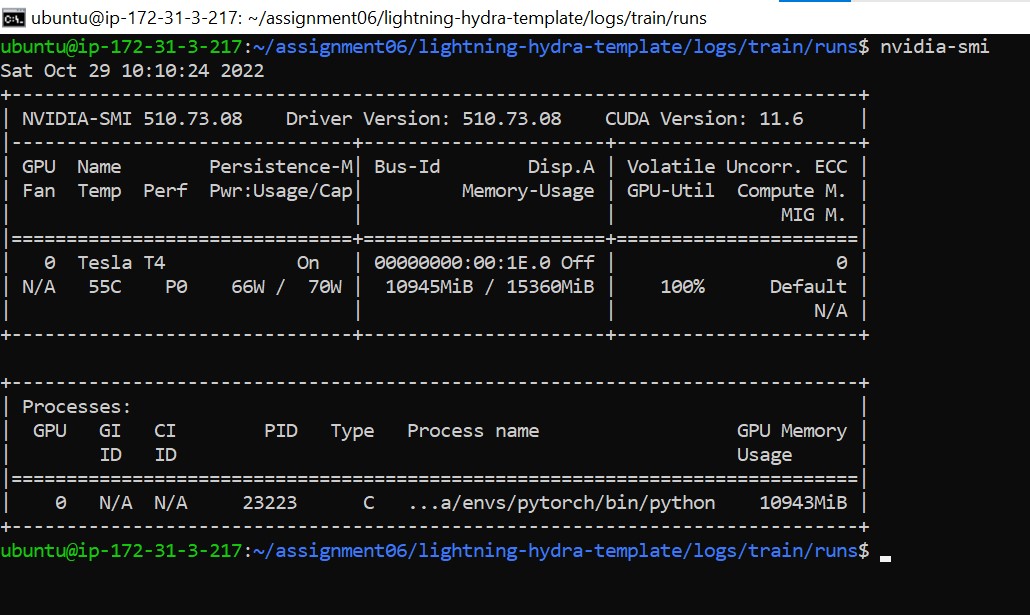 ubuntu@ip-172-31-3-217: ~/assignment06/lightning-hydra-template/logs/train/runs
ubuntu@ip-172-31-3-217:~/assignment06/lightning-hydra-template/logs/train/runs$ nvidia-smi
Sat Oct 29 10:10:24 2022
+-----------------------------------------------------------------------------+
| NVIDIA-SMI 510.73.08    Driver Version: 510.73.08    CUDA Version: 11.6     |
|-------------------------------+----------------------+----------------------+
| GPU  Name        Persistence-M| Bus-Id        Disp.A | Volatile Uncorr. ECC |
| Fan  Temp  Perf  Pwr:Usage/Cap|         Memory-Usage | GPU-Util  Compute M. |
|                               |                      |               MIG M. |
|===============================+======================+======================|
|   0  Tesla T4            On   | 00000000:00:1E.0 Off |                    0 |
| N/A   55C    P0    66W /  70W |  10945MiB / 15360MiB |    100%      Default |
|                               |                      |                  N/A |
+-------------------------------+----------------------+----------------------+

+-----------------------------------------------------------------------------+
| Processes:                                                                  |
|  GPU   GI   CI        PID   Type   Process name                  GPU Memory |
|        ID   ID                                                   Usage      |
|=============================================================================|
|    0   N/A  N/A     23223      C   ...a/envs/pytorch/bin/python    10943MiB |
+-----------------------------------------------------------------------------+
ubuntu@ip-172-31-3-217:~/assignment06/lightning-hydra-template/logs/train/runs$